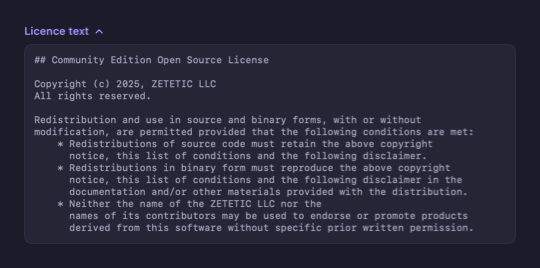 Licence text
## Community Edition Open Source License
Copyright (c) 2025, ZETETIC LLC
All rights reserved.
Redistribution and use in source and binary forms, with or without
modification, are permitted provided that the following conditions are met:
* Redistributions of source code must retain the above copyright
notice, this list of conditions and the following disclaimer.
* Redistributions in binary form must reproduce the above copyright
notice, this list of conditions and the following disclaimer in the
documentation and/or other materials provided with the distribution.
* Neither the name of the ZETETIC LLC nor the
names of its contributors may be used to endorse or promote products
derived from this software without specific prior written permission.